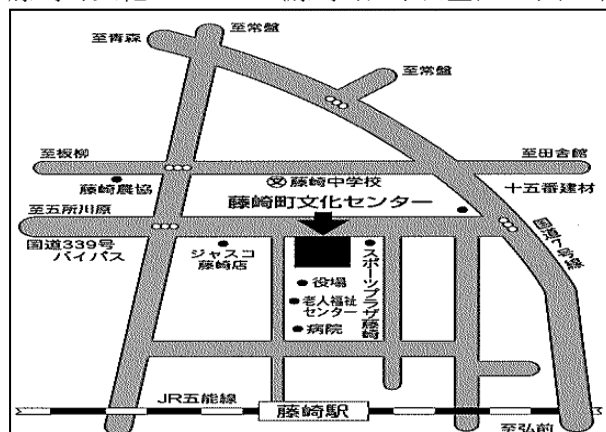 至常盤
至青森
至常盤
至板柳
至田舎館
藤崎農協
文藤崎中学校
十五番建材
藤崎町文化センター
至五所川原
国道339号
バイパス
ジャスコ
藤崎店
スポーツプラザ藤崎
国道7号線
役場
老人福祉
センター
病院
JR五能線
藤崎駅
至弘前